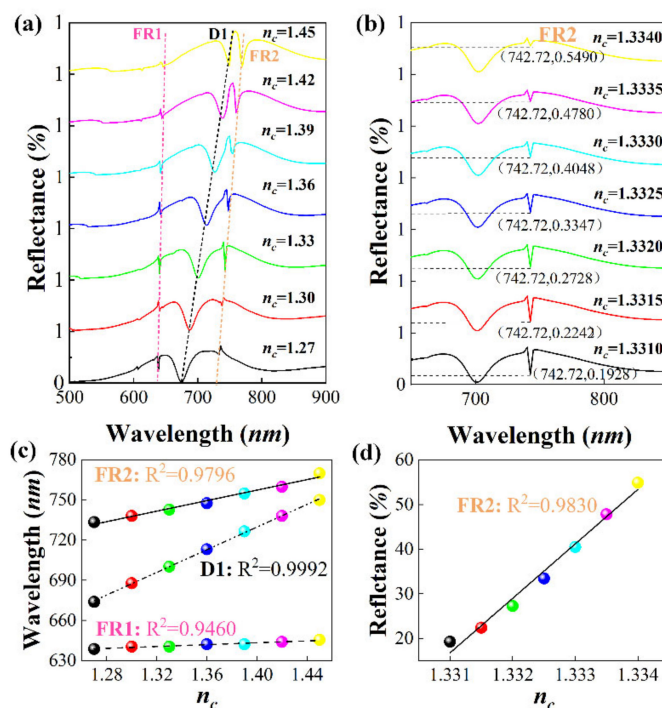 (a)
FR1
D1
FR2
n_c=1.45
n_c=1.42
n_c=1.39
n_c=1.36
n_c=1.33
n_c=1.30
n_c=1.27
1
1
1
1
1
1
1
0
Reflectance (%)
500 600 700 800 900
Wavelength (nm)
(b)
FR2
n_c=1.3340
(742.72,0.5490)
n_c=1.3335
(742.72,0.4780)
n_c=1.3330
(742.72,0.4048)
n_c=1.3325
(742.72,0.3347)
n_c=1.3320
(742.72,0.2728)
n_c=1.3315
(742.72,0.2242)
n_c=1.3310
(742.72,0.1928)
1
1
1
1
1
1
1
0
Reflectance (%)
700 800
Wavelength (nm)
(c)
FR2: R²=0.9796
D1: R²=0.9992
FR1: R²=0.9460
780
750
720
690
660
630
Wavelength (nm)
1.28 1.32 1.36 1.40 1.44
n_c
(d)
FR2: R²=0.9830
60
50
40
30
20
Reflctance (%)
1.331 1.332 1.333 1.334
n_c